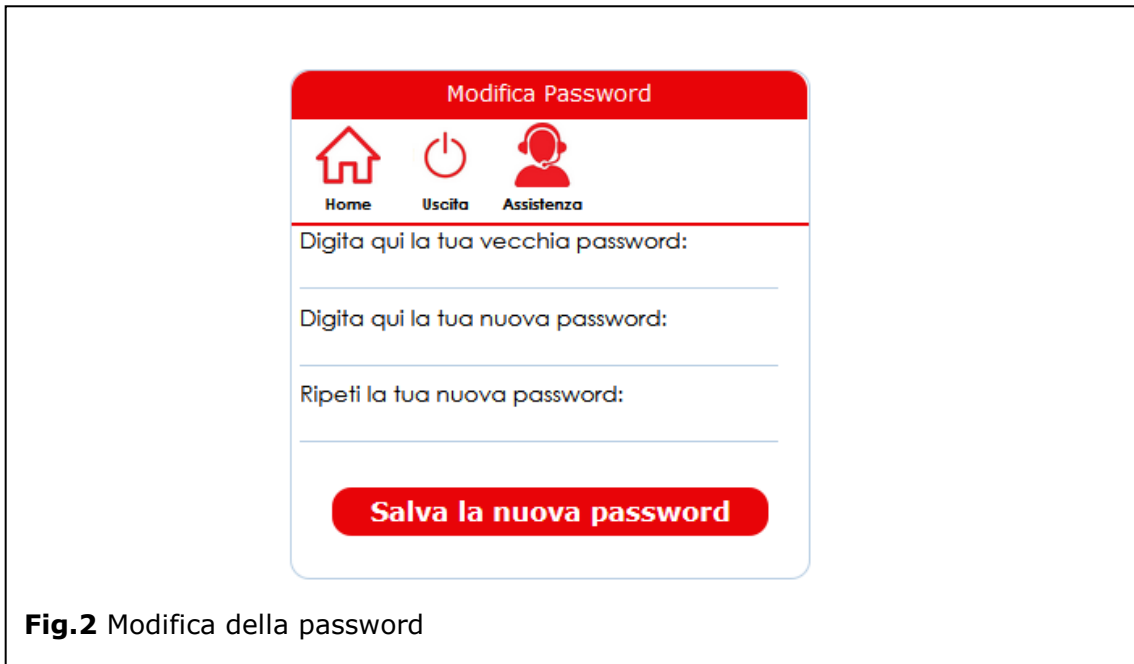 Modifica Password
Home Uscita Assistenza
Digita qui la tua vecchia password:
Digita qui la tua nuova password:
Ripeti la tua nuova password:
Salva la nuova password
Fig.2 Modifica della password